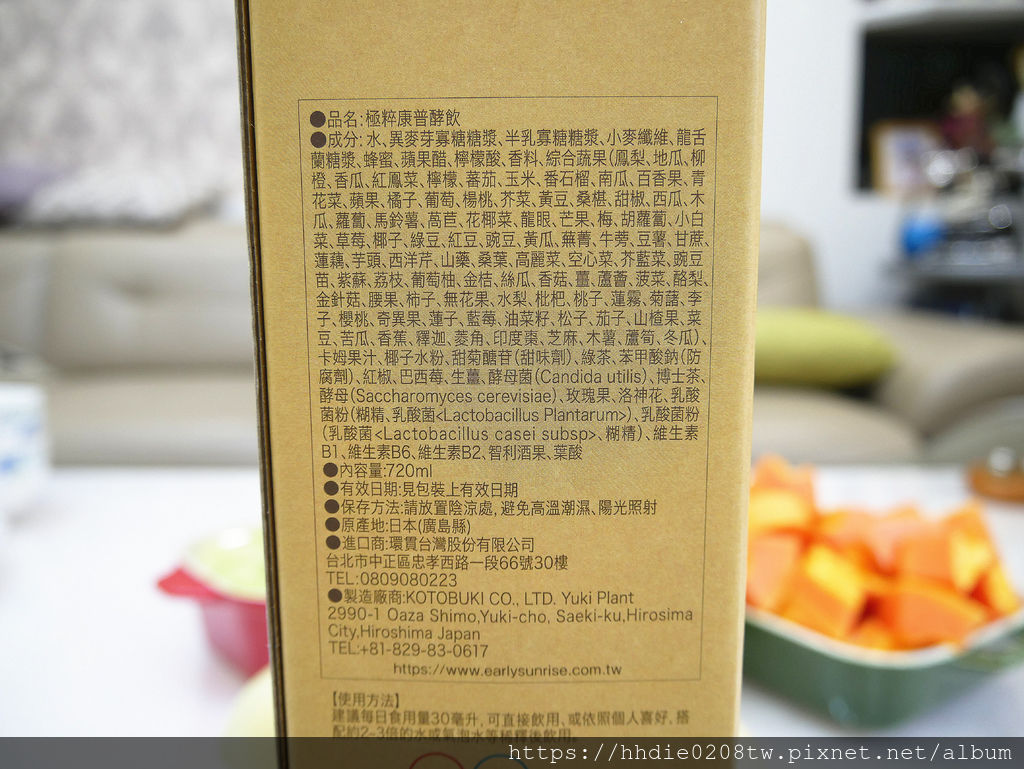 ●品名:極粹康普酵飲
●成分:水、異麥芽寡糖糖漿、半乳寡糖糖漿、小麥纖維、龍舌
蘭糖漿、蜂蜜、蘋果醋、檸檬酸、香料、綜合蔬果(鳳梨、地瓜、柳
橙、香瓜、紅鳳菜、檸檬、蕃茄、玉米、番石榴、南瓜、百香果、青
花菜、蘋果、橘子、葡萄、楊桃、芥菜、黃豆、桑椹、甜椒、西瓜、木
瓜、蘿蔔、馬鈴薯、萵苣、花椰菜、龍眼、芒果、梅、胡蘿蔔、小白
菜、草莓、椰子、綠豆、紅豆、豌豆、黃瓜、蕪菁、牛蒡、豆薯、甘蔗、
蓮藕、芋頭、西洋芹、山藥、桑葉、高麗菜、空心菜、芥藍菜、豌豆
苗、紫蘇、荔枝、葡萄柚、金桔、絲瓜、香菇、薑、蘆薈、菠菜、酪梨、
金針菇、腰果、柿子、無花果、水梨、枇杷、桃子、蓮霧、菊藷、李
子、櫻桃、奇異果、蓮子、藍莓、油菜籽、松子、茄子、山楂果、菜
豆、苦瓜、香蕉、釋迦、菱角、印度棗、芝麻、木薯、蘆筍、冬瓜)、
卡姆果汁、椰子水粉、甜菊醣苷(甜味劑)、綠茶、苯甲酸鈉(防
腐劑)、紅椒、巴西莓、生薑、酵母菌(Candida utilis)、博士茶、
酵母(Saccharomyces cerevisiae)、玫瑰果、洛神花、乳酸
菌粉(糊精、乳酸菌<Lactobacillus Plantarum>)、乳酸菌粉
(乳酸菌<Lactobacillus casei subsp>、糊精)、維生素
B1、維生素B6、維生素B2、智利酒果、葉酸
●內容量:720ml
●有效日期:見包裝上有效日期
●保存方法:請放置陰涼處,避免高溫潮濕、陽光照射
●原產地:日本(廣島縣)
●進口商:環貫台灣股份有限公司
台北市中正區忠孝西路一段66號30樓
TEL:0809080223
●製造廠商:KOTOBUKI CO., LTD. Yuki Plant
2990-1 Oaza Shimo,Yuki-cho, Saeki-ku,Hirosima
City,Hiroshima Japan
TEL:+81-829-83-0617
https://www.earlysunrise.com.tw
【使用方法】
建議每日食用量30毫升,可直接飲用、或依照個人喜好,搭
配約2~3倍的水或氣泡水等稀釋後飲用。
https://hhdie0208tw.pixnet.net/album